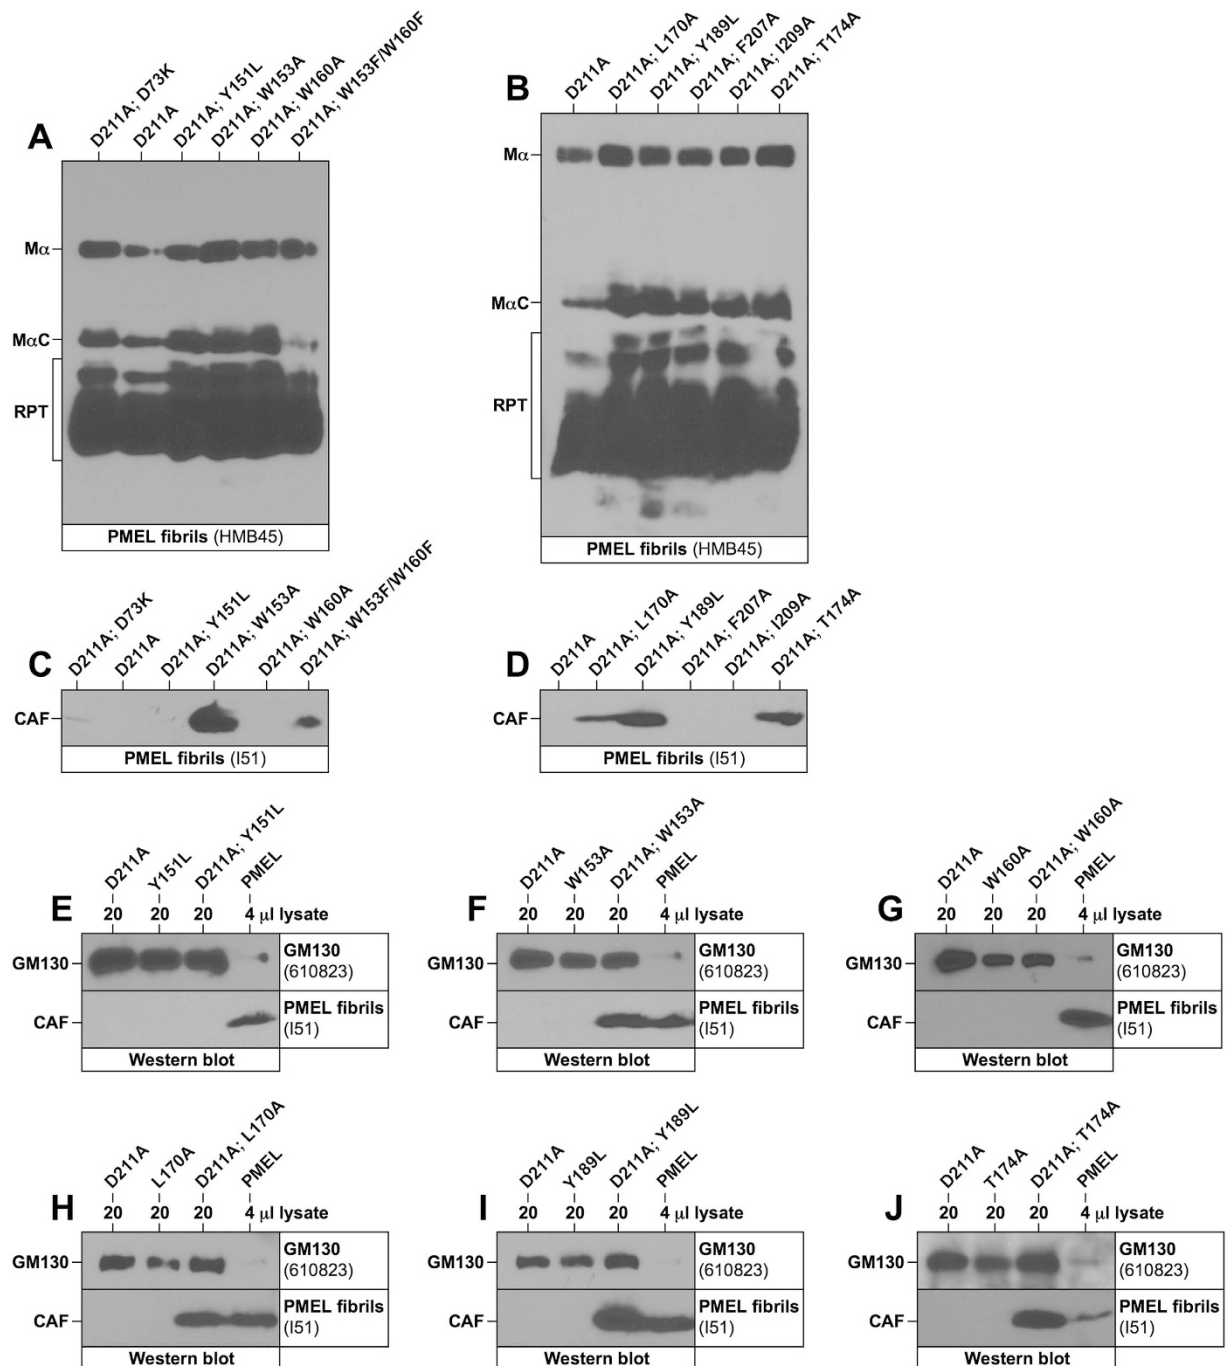 A
D211A; D73K
D211A
D211A; Y151L
D211A; W153A
D211A; W160A
D211A; W153F/W160F
Mα
MαC
RPT
PMEL fibrils (HMB45)
B
D211A
D211A; L170A
D211A; Y189L
D211A; F207A
D211A; I209A
D211A; T174A
Mα
MαC
RPT
PMEL fibrils (HMB45)
C
D211A; D73K
D211A
D211A; Y151L
D211A; W153A
D211A; W160A
D211A; W153F/W160F
CAF
PMEL fibrils (I51)
D
D211A
D211A; L170A
D211A; Y189L
D211A; F207A
D211A; I209A
D211A; T174A
CAF
PMEL fibrils (I51)
E
D211A
Y151L
D211A; Y151L
PMEL
20 20 20 4 μl lysate
GM130
GM130
(610823)
CAF
PMEL fibrils
(I51)
Western blot
F
D211A
W153A
D211A; W153A
PMEL
20 20 20 4 μl lysate
GM130
GM130
(610823)
CAF
PMEL fibrils
(I51)
Western blot
G
D211A
W160A
D211A; W160A
PMEL
20 20 20 4 μl lysate
GM130
GM130
(610823)
CAF
PMEL fibrils
(I51)
Western blot
H
D211A
L170A
D211A; L170A
PMEL
20 20 20 4 μl lysate
GM130
GM130
(610823)
CAF
PMEL fibrils
(I51)
Western blot
I
D211A
Y189L
D211A; Y189L
PMEL
20 20 20 4 μl lysate
GM130
GM130
(610823)
CAF
PMEL fibrils
(I51)
Western blot
J
D211A
T174A
D211A; T174A
PMEL
20 20 20 4 μl lysate
GM130
GM130
(610823)
CAF
PMEL fibrils
(I51)
Western blot